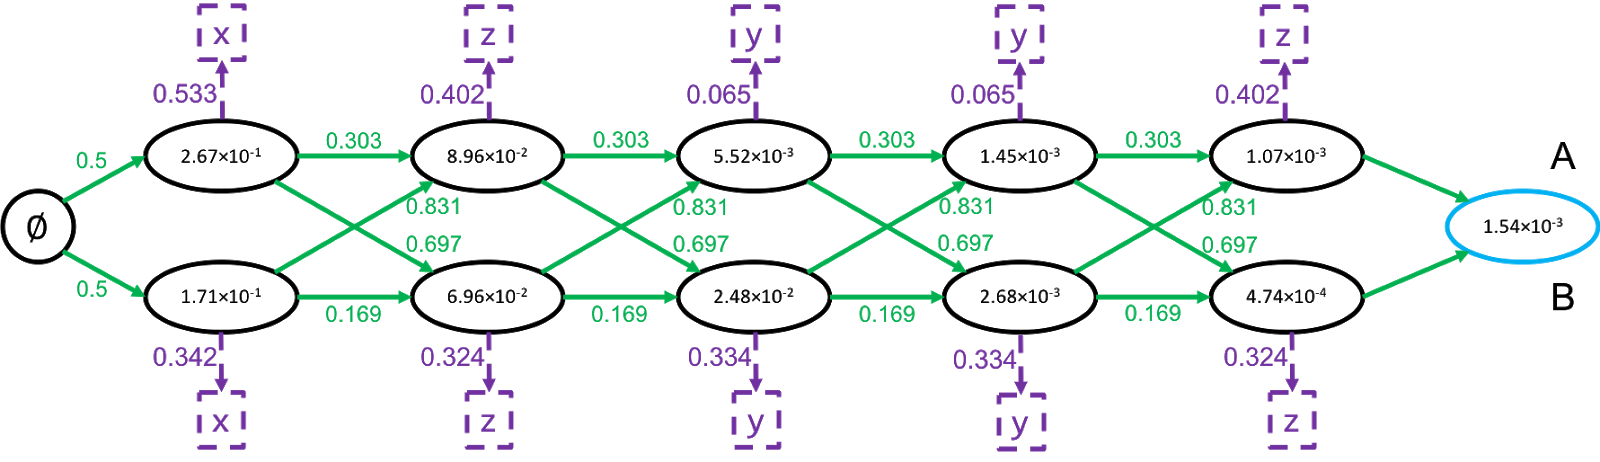 x z y y z
0.533 0.402 0.065 0.065 0.402
0.5 0.303 0.303 0.303 0.303
2.67×10-1 8.96×10-2 5.52×10-3 1.45×10-3 1.07×10-3 A
0.831 0.831 0.831 0.831
∅ 1.54×10-3
0.697 0.697 0.697 0.697
0.5 1.71×10-1 6.96×10-2 2.48×10-2 2.68×10-3 4.74×10-4 B
0.169 0.169 0.169 0.169
0.342 0.324 0.334 0.334 0.324
x z y y z